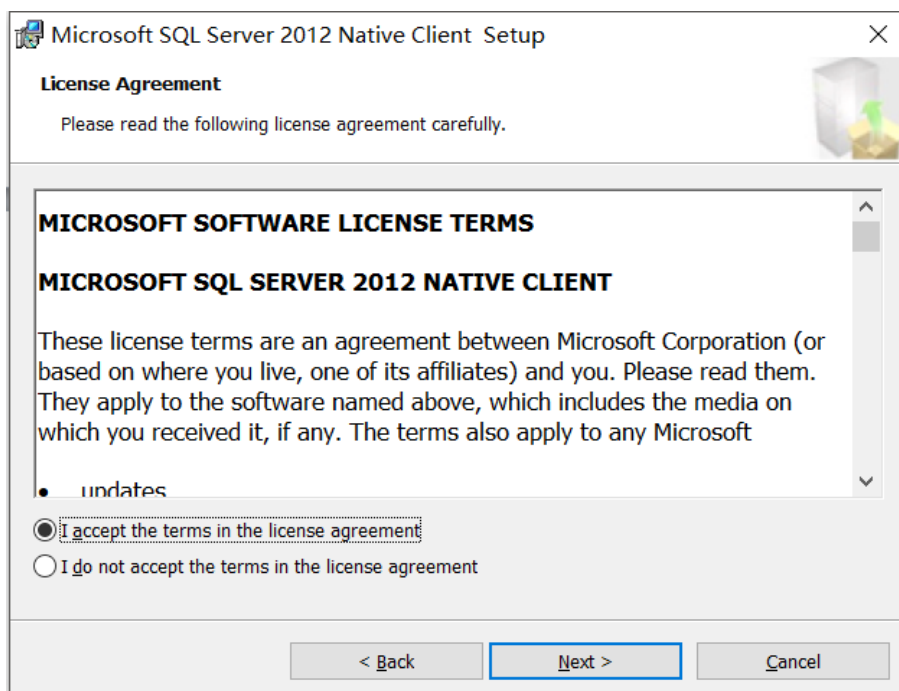 Microsoft SQL Server 2012 Native Client  Setup
License Agreement
Please read the following license agreement carefully.
MICROSOFT SOFTWARE LICENSE TERMS
MICROSOFT SQL SERVER 2012 NATIVE CLIENT
These license terms are an agreement between Microsoft Corporation (or
based on where you live, one of its affiliates) and you. Please read them.
They apply to the software named above, which includes the media on
which you received it, if any. The terms also apply to any Microsoft
• updates
I accept the terms in the license agreement
I do not accept the terms in the license agreement
< Back
Next >
Cancel